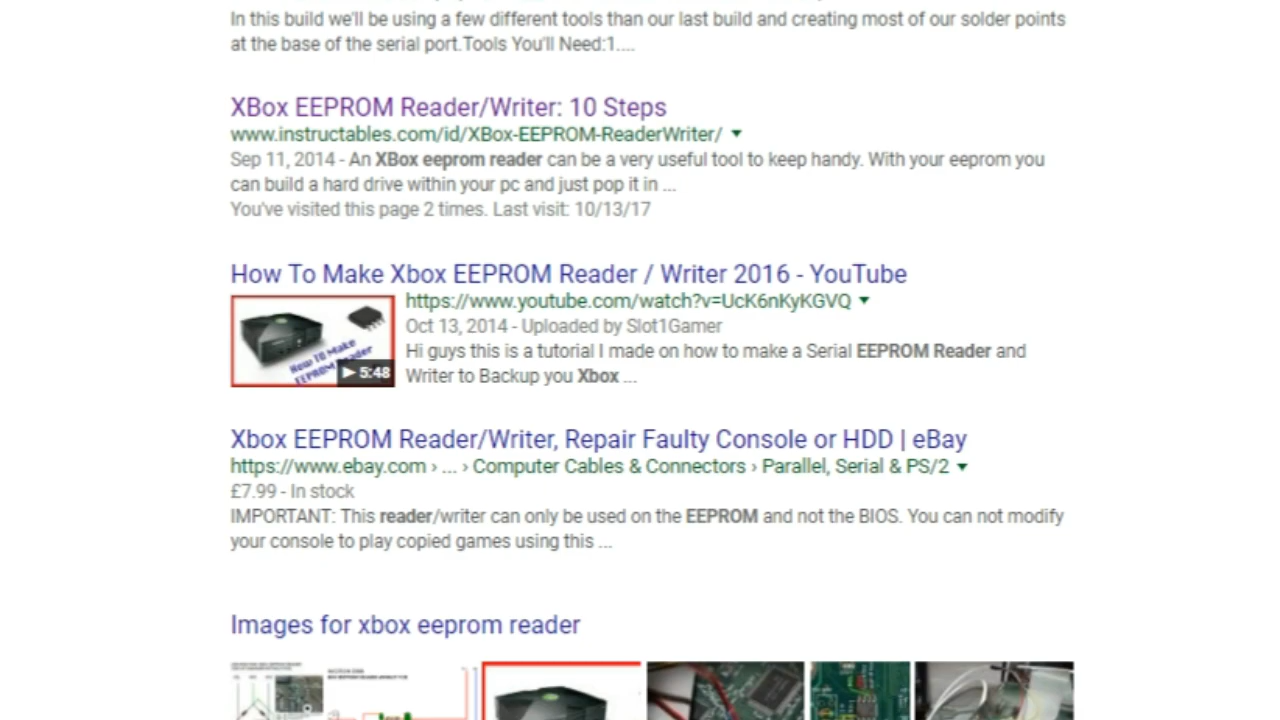 In this build we'll be using a few different tools than our last build and creating most of our solder points
at the base of the serial port.Tools You'll Need:1....
XBox EEPROM Reader/Writer: 10 Steps
www.instructables.com/id/XBox-EEPROM-ReaderWriter/
Sep 11, 2014 - An XBox eeprom reader can be a very useful tool to keep handy. With your eeprom you
can build a hard drive within your pc and just pop it in ...
You've visited this page 2 times. Last visit: 10/13/17
How To Make Xbox EEPROM Reader / Writer 2016 - YouTube
https://www.youtube.com/watch?v=UcK6nKyKGVQ
Oct 13, 2014 - Uploaded by Slot1Gamer
Hi guys this is a tutorial I made on how to make a Serial EEPROM Reader and
Writer to Backup you Xbox ...
How To Make
EEPROM Reader
5:48
Xbox EEPROM Reader/Writer, Repair Faulty Console or HDD | eBay
https://www.ebay.com › ... › Computer Cables & Connectors › Parallel, Serial & PS/2
£7.99 - In stock
IMPORTANT: This reader/writer can only be used on the EEPROM and not the BIOS. You can not modify
your console to play copied games using this ...
Images for xbox eeprom reader